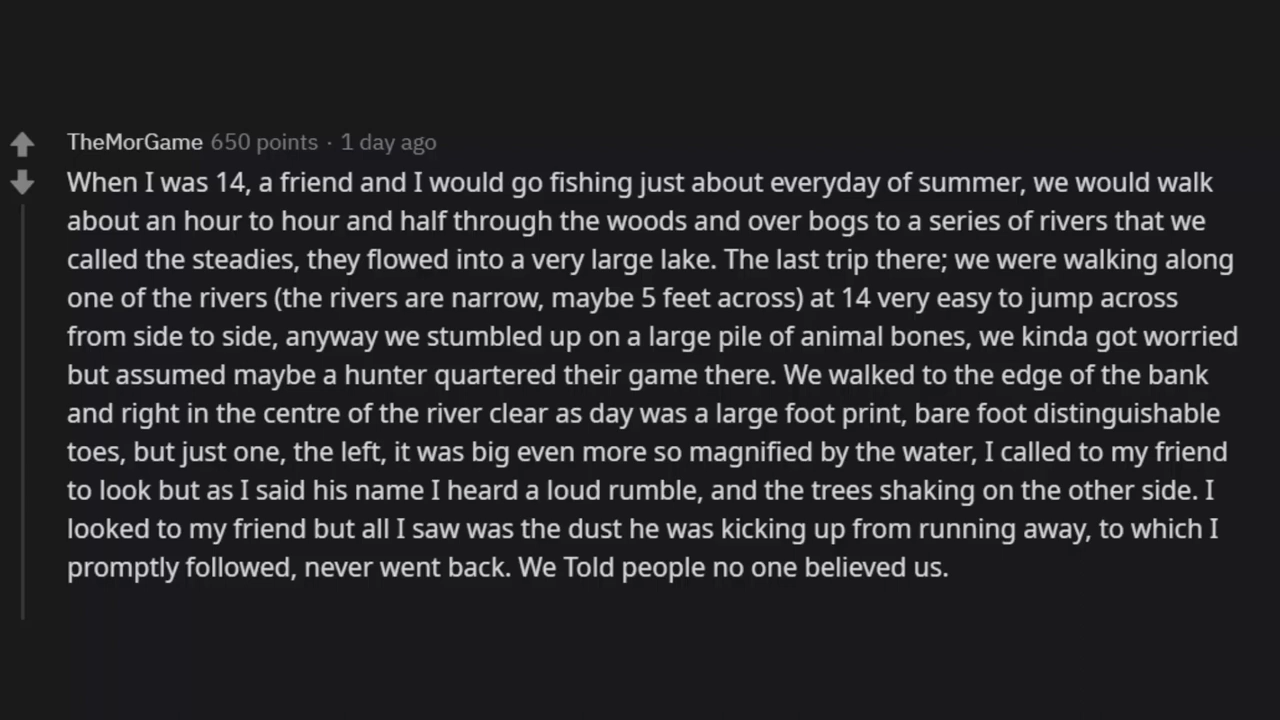 TheMorGame 650 points · 1 day ago
When I was 14, a friend and I would go fishing just about everyday of summer, we would walk
about an hour to hour and half through the woods and over bogs to a series of rivers that we
called the steadies, they flowed into a very large lake. The last trip there; we were walking along
one of the rivers (the rivers are narrow, maybe 5 feet across) at 14 very easy to jump across
from side to side, anyway we stumbled up on a large pile of animal bones, we kinda got worried
but assumed maybe a hunter quartered their game there. We walked to the edge of the bank
and right in the centre of the river clear as day was a large foot print, bare foot distinguishable
toes, but just one, the left, it was big even more so magnified by the water, I called to my friend
to look but as I said his name I heard a loud rumble, and the trees shaking on the other side. I
looked to my friend but all I saw was the dust he was kicking up from running away, to which I
promptly followed, never went back. We Told people no one believed us.